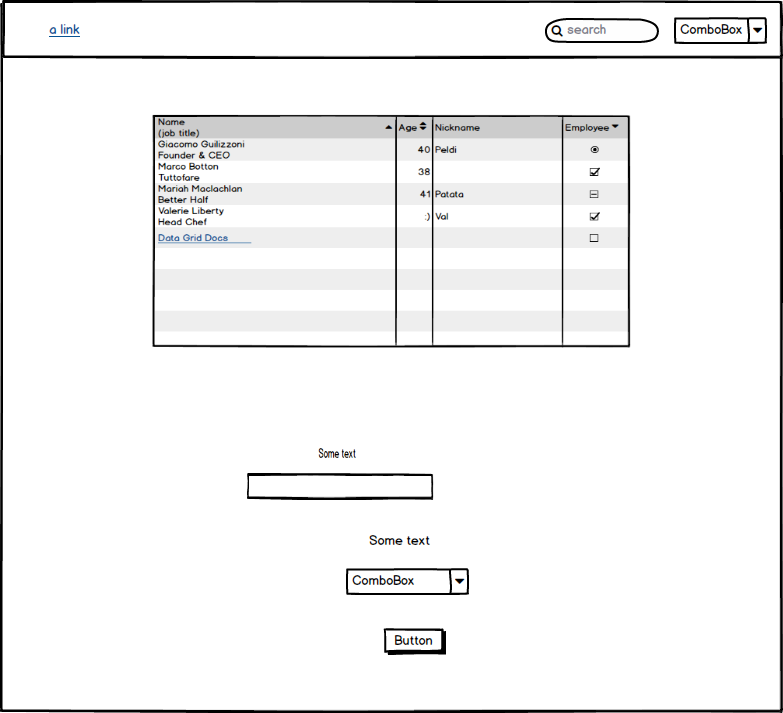 a link
search
ComboBox
Name
(job title)
Age
Nickname
Employee
Giacomo Guilizzoni
Founder & CEO
40
Peldi
Marco Botton
Tuttofare
38
Mariah Maclachlan
Better Half
41
Patata
Valerie Liberty
Head Chef
:)
Val
Data Grid Docs
Some text
Some text
ComboBox
Button